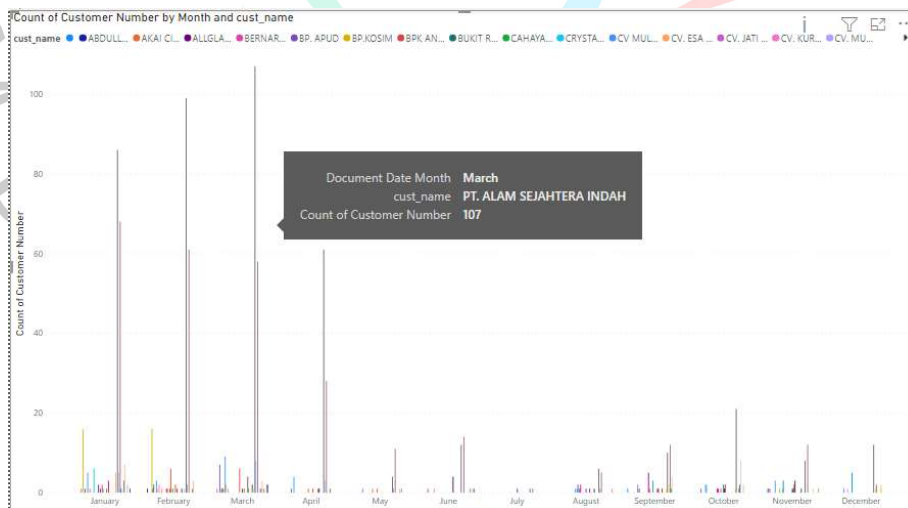 Count of Customer Number by Month and cust_name
cust_name ABDULL... AKAI CI... ALLGLA... BERNAR... BP. APUD BP.KOSIM BPK AN... BUKIT R... CAHAYA... CRYSTA... CV MUL... CV. ESA ... CV. JATI ... CV. KUR... CV. MU...
100
80
60
40
20
0
Count of Customer Number
Document Date Month March
cust_name PT. ALAM SEJAHTERA INDAH
Count of Customer Number 107
January February March April May June July August September October November December